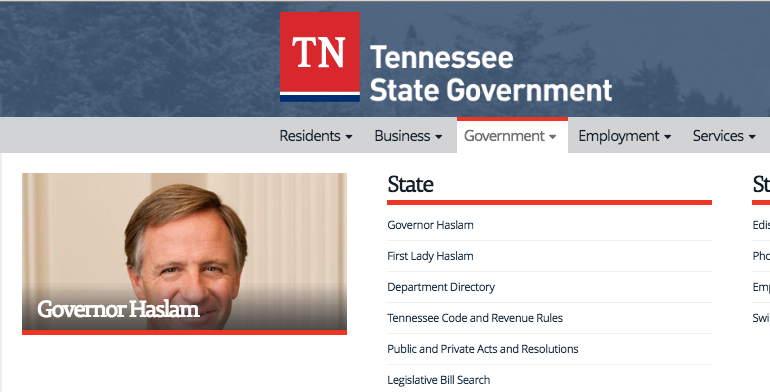 TN
Tennessee
State Government
Residents
Business
Government
Employment
Services
Governor Haslam
State
Governor Haslam
First Lady Haslam
Department Directory
Tennessee Code and Revenue Rules
Public and Private Acts and Resolutions
Legislative Bill Search